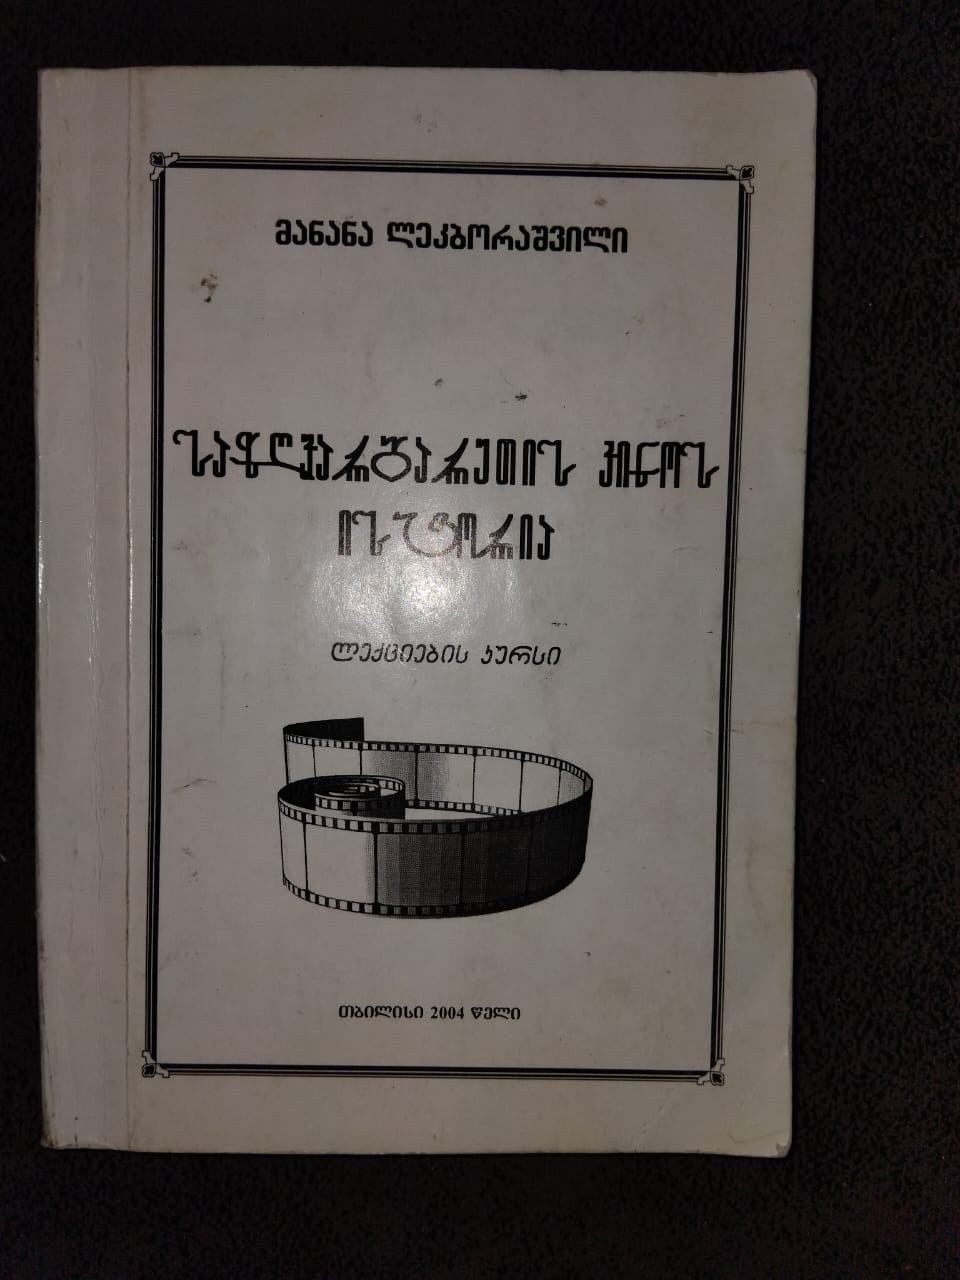 მანანა ლეკბორაშვილი
საზღვარგარეთის კინოს
ისტორია
ლექციების კურსი
თბილისი 2004 წელი